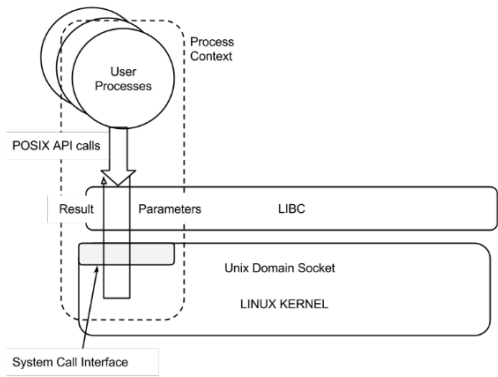 Process
Context
User
Processes
POSIX API calls
Result
Parameters
LIBC
Unix Domain Socket
LINUX KERNEL
System Call Interface